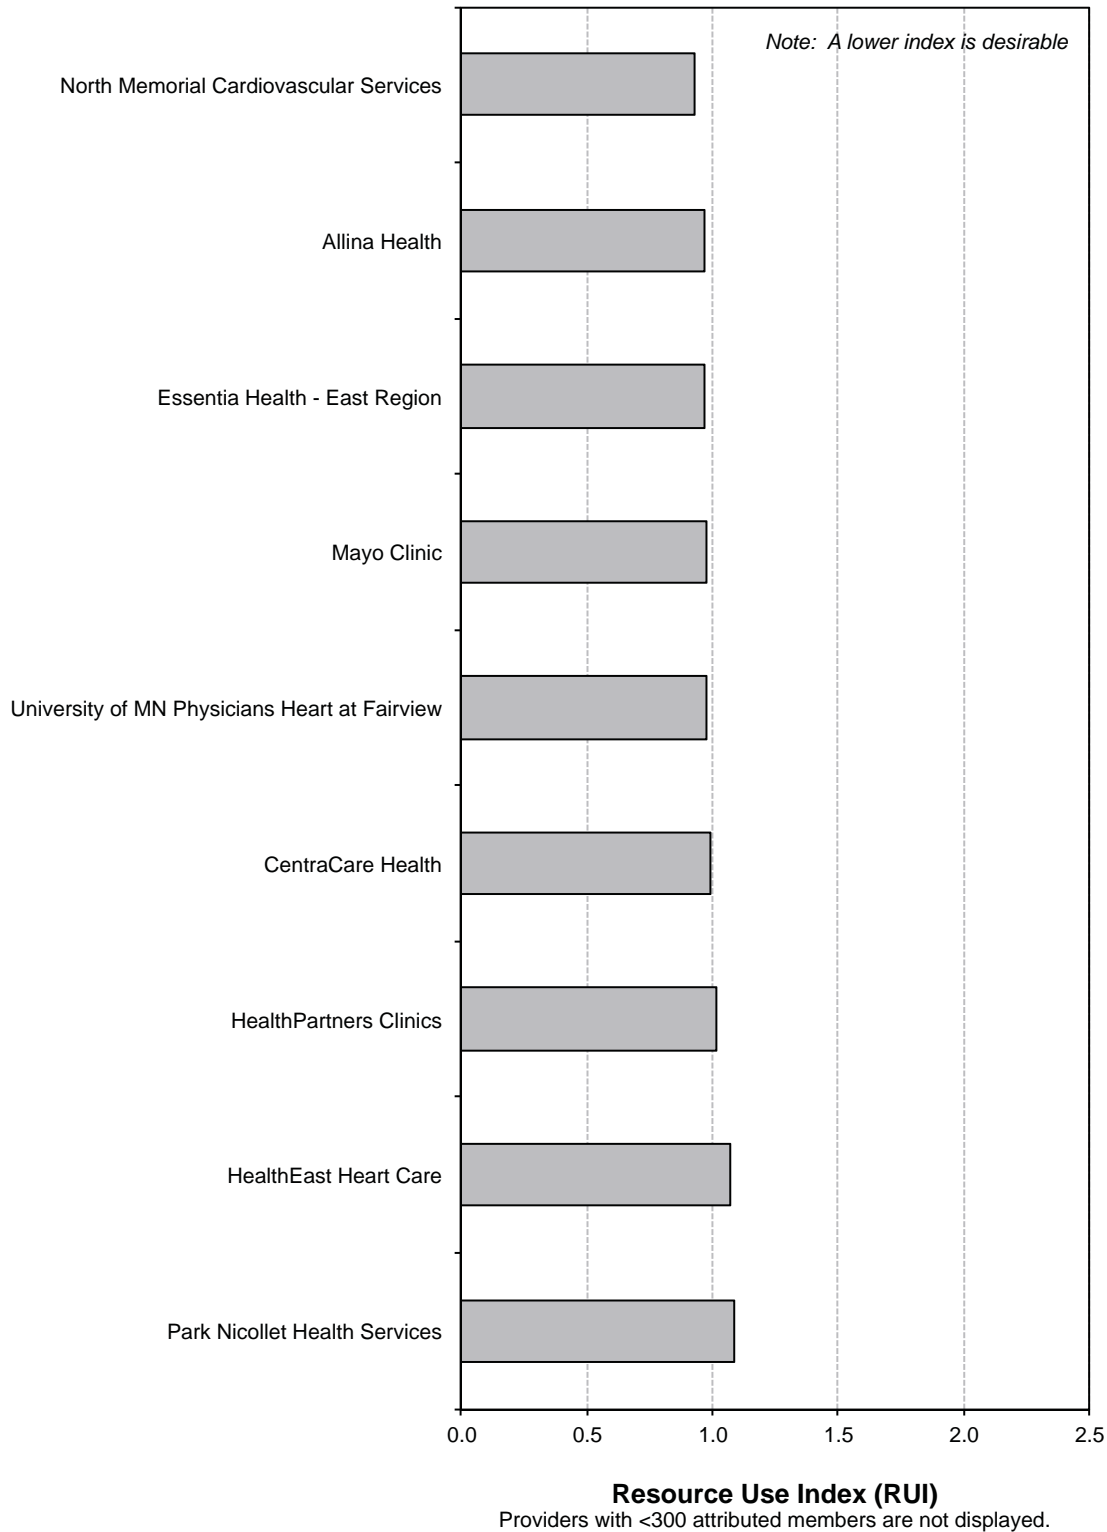 Note:  A lower index is desirable
North Memorial Cardiovascular Services
Allina Health
Essentia Health - East Region
Mayo Clinic
University of MN Physicians Heart at Fairview
CentraCare Health
HealthPartners Clinics
HealthEast Heart Care
Park Nicollet Health Services
0.0 0.5 1.0 1.5 2.0 2.5
Resource Use Index (RUI)
Providers with <300 attributed members are not displayed.